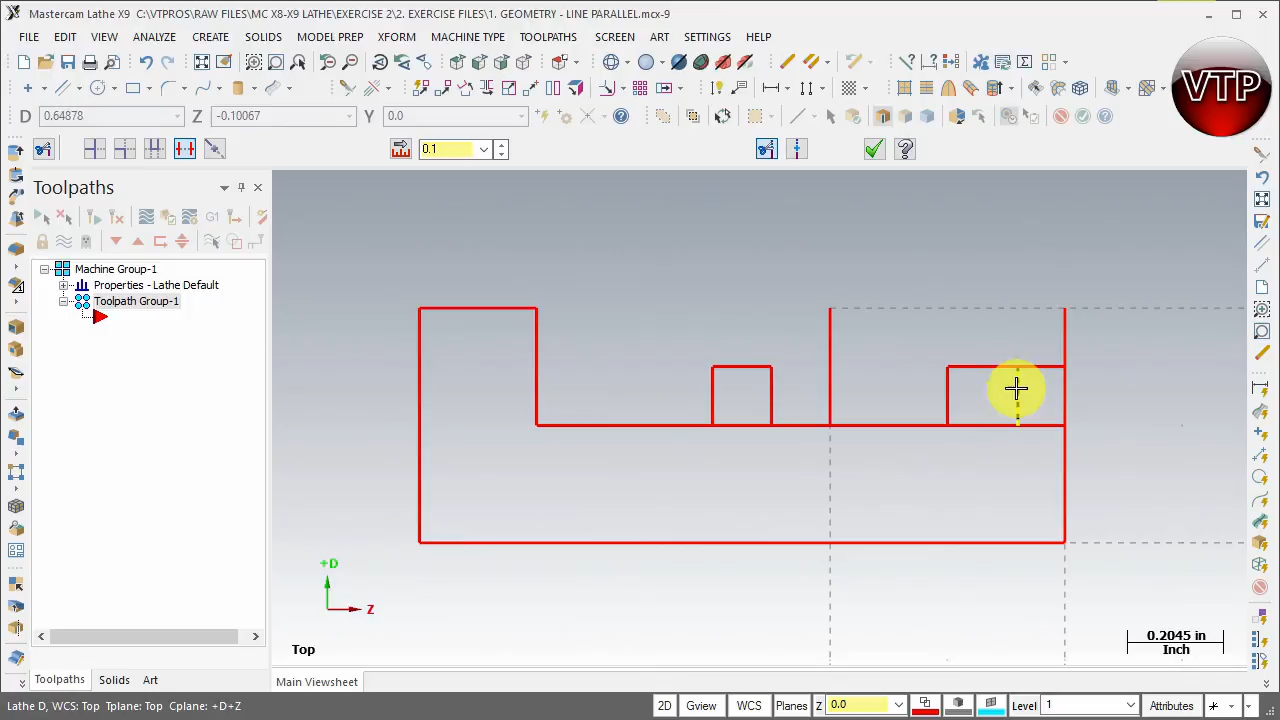 Mastercam Lathe X9 C:\VTPROS\RAW FILES\MC X8-X9 LATHE\EXERCISE 2\2. EXERCISE FILES\1. GEOMETRY - LINE PARALLEL.mcx-9
FILE EDIT VIEW ANALYZE CREATE SOLIDS MODEL PREP XFORM MACHINE TYPE TOOLPATHS SCREEN ART SETTINGS HELP
VTP
D 0.64878 Z -0.10067 Y 0.0
0.1
Toolpaths
G1
Machine Group-1
Properties - Lathe Default
Toolpath Group-1
+D
Z
Top
0.2045 in
Inch
Toolpaths Solids Art
Main Viewsheet
Lathe D, WCS: Top Tplane: Top Cplane: +D+Z
2D Gview WCS Planes Z 0.0 Level 1 Attributes